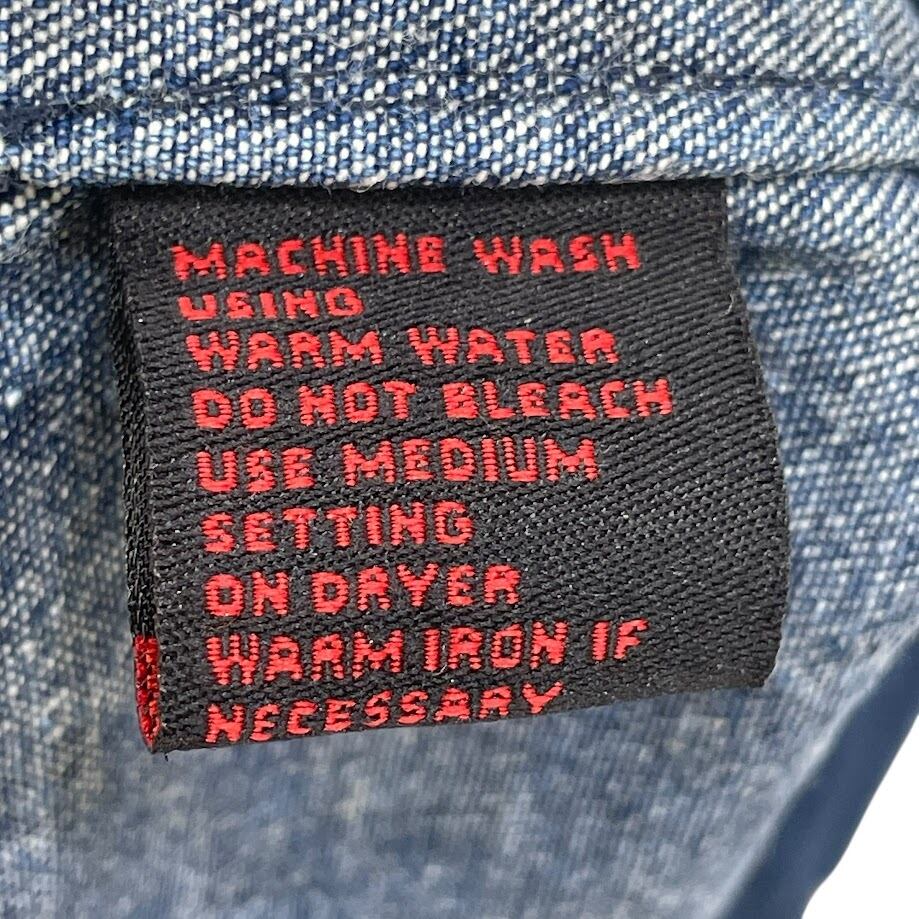 MACHINE WASH
USING
WARM WATER
DO NOT BLEACH
USE MEDIUM
SETTING
ON DRYER
WARM IRON IF
NECESSARY